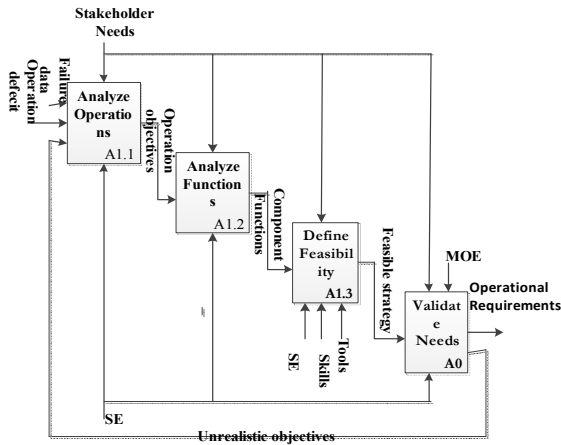 Stakeholder
Needs
Failure
data
Operation
defecit
Analyze
Operatio
ns
A1.1
Operation
objectives
Analyze
Function
s
A1.2
Component
Functions
Define
Feasibil
ity
A1.3
Feasible strategy
SE
Skills
Tools
MOE
Validat
e
Needs
A0
Operational
Requirements
SE
Unrealistic objectives